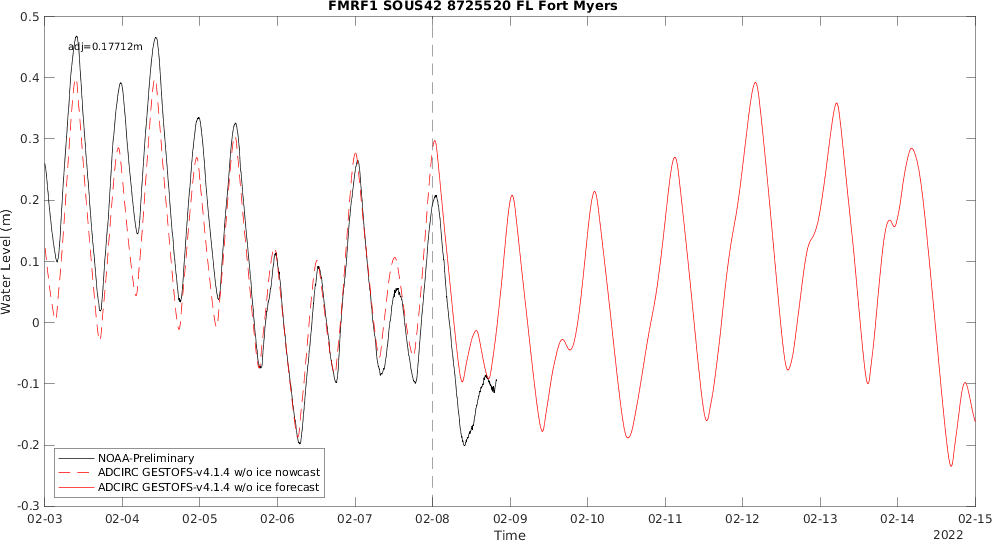 FMRF1 SOUS42 8725520 FL Fort Myers
adj=0.17712m
0.5
0.4
0.3
0.2
0.1
0
-0.1
-0.2
-0.3
Water Level (m)
NOAA-Preliminary
ADCIRC GESTOFS-v4.1.4 w/o ice nowcast
ADCIRC GESTOFS-v4.1.4 w/o ice forecast
02-03 02-04 02-05 02-06 02-07 02-08 02-09 02-10 02-11 02-12 02-13 02-14 02-15
Time
2022